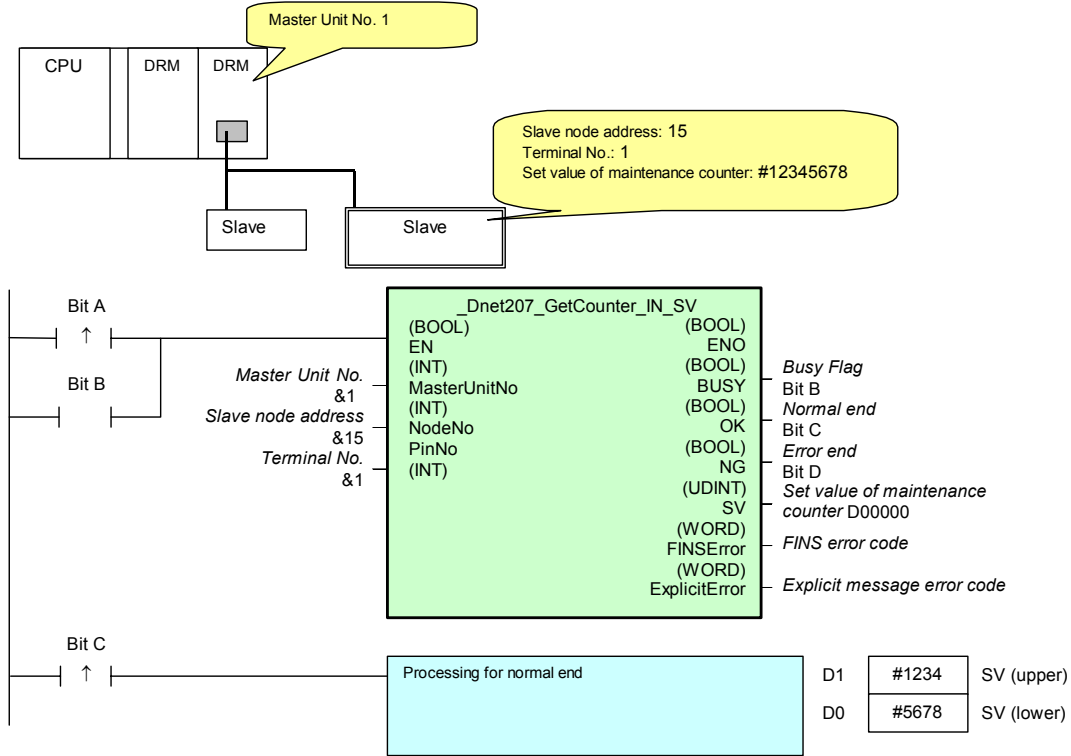 Master Unit No. 1
CPU
DRM
DRM
Slave node address: 15
Terminal No.: 1
Set value of maintenance counter: #12345678
Slave
Slave
Bit A
↑
Bit B
Master Unit No.
&1
Slave node address
&15
Terminal No.
&1
_Dnet207_GetCounter_IN_SV
(BOOL)
EN
(INT)
MasterUnitNo
(INT)
NodeNo
PinNo
(INT)
(BOOL)
ENO
(BOOL)
BUSY
(BOOL)
OK
(BOOL)
NG
(UDINT)
SV
(WORD)
FINSError
(WORD)
ExplicitError
Busy Flag
Bit B
Normal end
Bit C
Error end
Bit D
Set value of maintenance
counter D00000
FINS error code
Explicit message error code
Bit C
↑
Processing for normal end
D1 #1234 SV (upper)
D0 #5678 SV (lower)